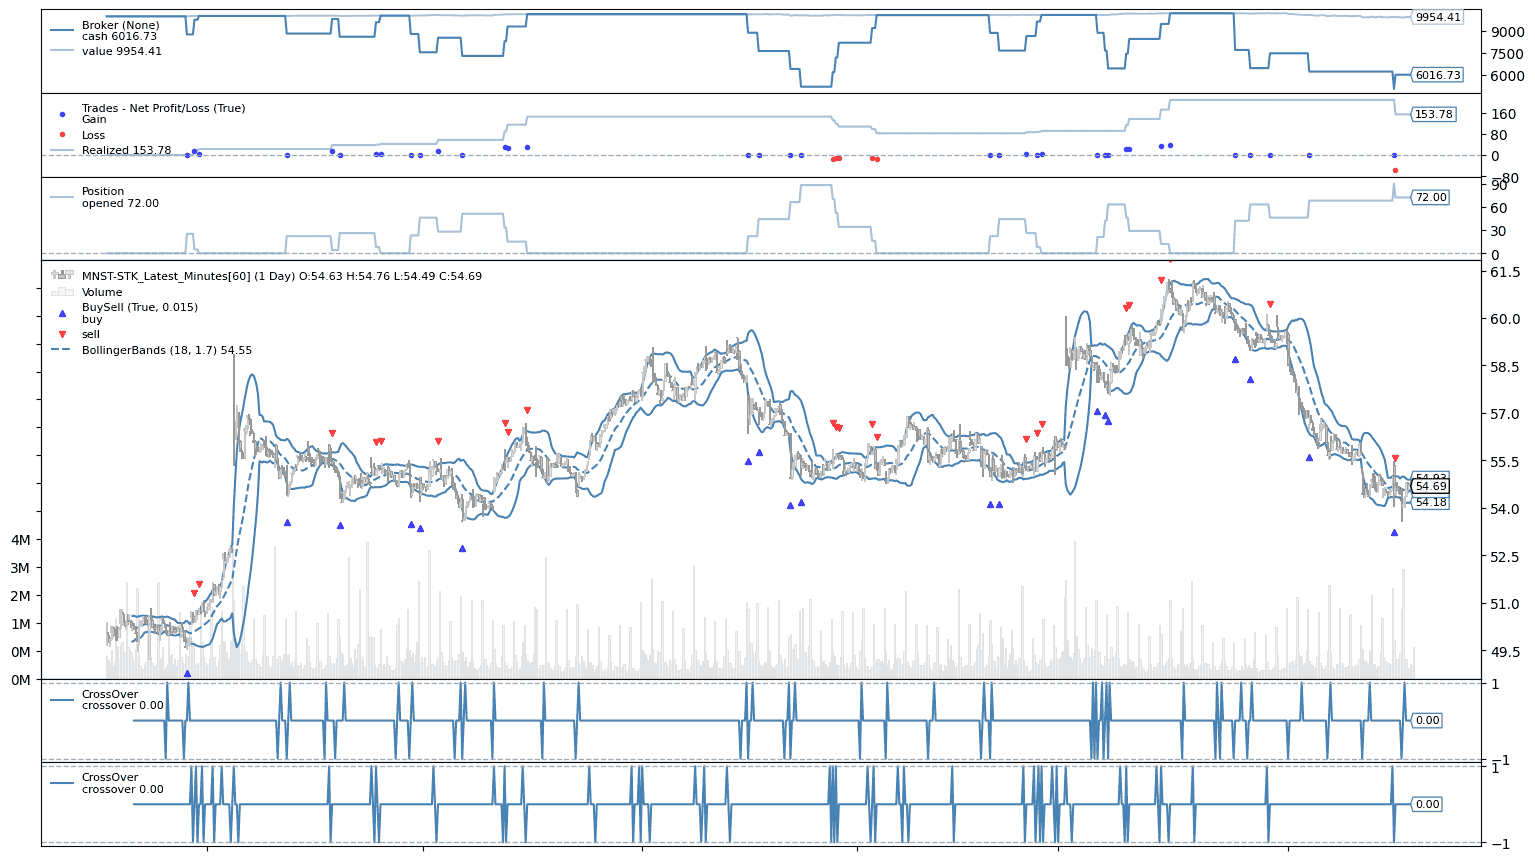 Broker (None)
cash 6016.73
value 9954.41
9954.41
9000
7500
6016.73
6000
Trades - Net Profit/Loss (True)
Gain
Loss
Realized 153.78
160
153.78
80
0
−80
Position
opened 72.00
90
72.00
60
30
0
MNST-STK_Latest_Minutes[60] (1 Day) O:54.63 H:54.76 L:54.49 C:54.69
Volume
BuySell (True, 0.015)
buy
sell
BollingerBands (18, 1.7) 54.55
61.5
60.0
58.5
57.0
55.5
54.93
54.69
54.18
54.0
52.5
51.0
49.5
4M
3M
2M
1M
0M
0M
CrossOver
crossover 0.00
1
0.00
−1
CrossOver
crossover 0.00
1
0.00
−1